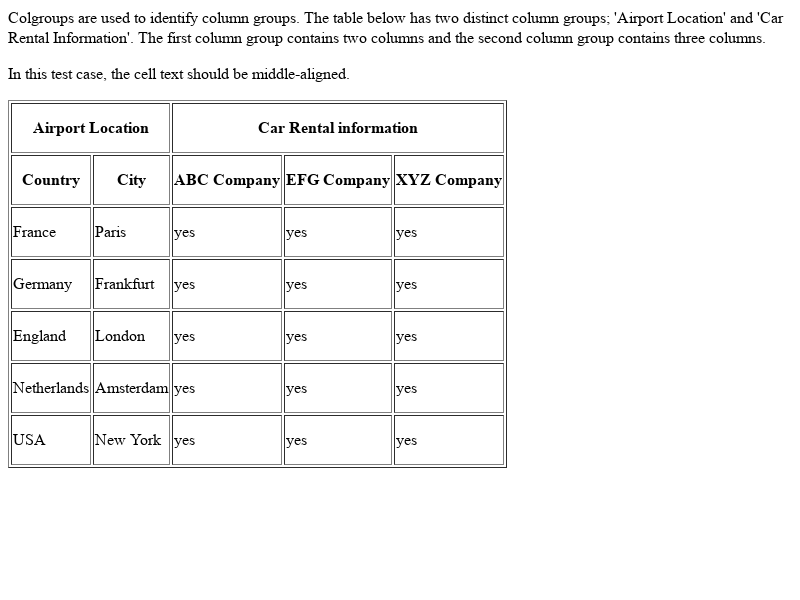 Colgroups are used to identify column groups. The table below has two distinct column groups; 'Airport Location' and 'Car
Rental Information'. The first column group contains two columns and the second column group contains three columns.
In this test case, the cell text should be middle-aligned.
Airport Location Car Rental information
Country City ABC Company EFG Company XYZ Company
France Paris yes yes yes
Germany Frankfurt yes yes yes
England London yes yes yes
Netherlands Amsterdam yes yes yes
USA New York yes yes yes